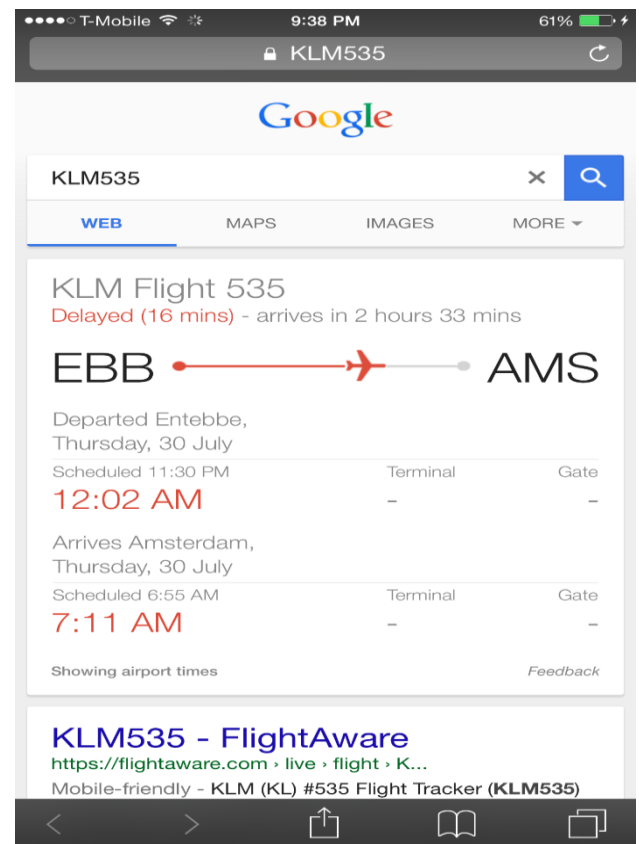 T-Mobile 9:38 PM 61%
KLM535
Google
KLM535
WEB MAPS IMAGES MORE
KLM Flight 535
Delayed (16 mins) - arrives in 2 hours 33 mins
EBB AMS
Departed Entebbe,
Thursday, 30 July
Scheduled 11:30 PM Terminal Gate
12:02 AM - -
Arrives Amsterdam,
Thursday, 30 July
Scheduled 6:55 AM Terminal Gate
7:11 AM - -
Showing airport times Feedback
KLM535 - FlightAware
https://flightaware.com › live › flight › K...
Mobile-friendly - KLM (KL) #535 Flight Tracker (KLM535)